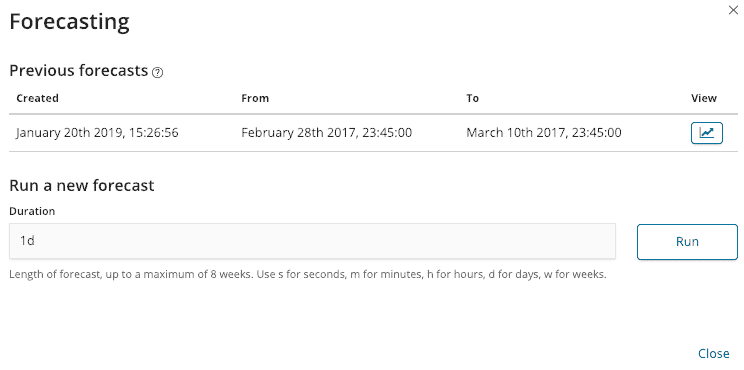 Forecasting
Previous forecasts
Created From To View
January 20th 2019, 15:26:56 February 28th 2017, 23:45:00 March 10th 2017, 23:45:00
Run a new forecast
Duration
1d
Run
Length of forecast, up to a maximum of 8 weeks. Use s for seconds, m for minutes, h for hours, d for days, w for weeks.
Close